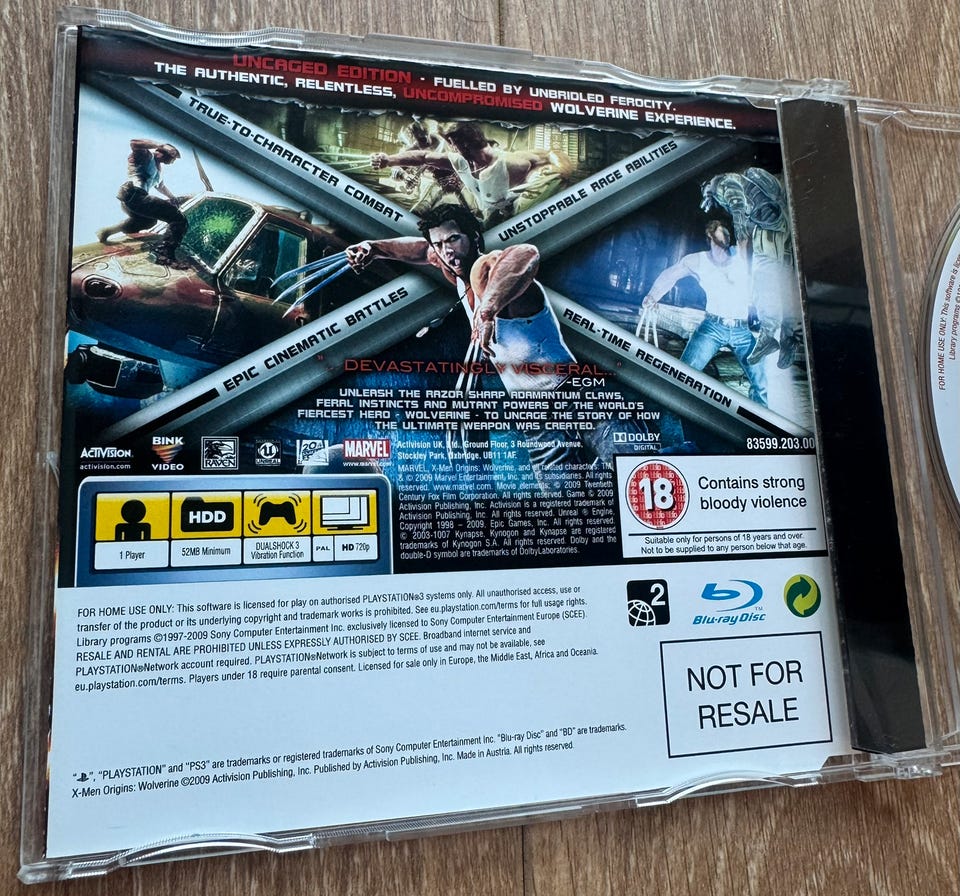 UNCAGED EDITION - FUELLED BY UNBRIDLED FEROCITY.
THE AUTHENTIC, RELENTLESS, UNCOMPROMISED WOLVERINE EXPERIENCE.
TRUE-TO-CHARACTER COMBAT
UNSTOPPABLE RAGE ABILITIES
EPIC CINEMATIC BATTLES
REAL-TIME REGENERATION
"DEVASTATINGLY VISCERAL..."
-EGM
UNLEASH THE RAZOR SHARP ADAMANTIUM CLAWS,
FERAL INSTINCTS AND MUTANT POWERS OF THE WORLD'S
FIERCEST HERO - WOLVERINE - TO UNCAGE THE STORY OF HOW
THE ULTIMATE WEAPON WAS CREATED.
ACTIVISION
activision.com
BINK
VIDEO
RAVEN
UNREAL
MARVEL
www.marvel.com
Activision UK, Ltd., Ground Floor, 3 Roundwood Avenue,
Stockley Park, Uxbridge, UB11 1AF.
DOLBY
DIGITAL
83599.203.00
MARVEL, X-Men Origins: Wolverine, and all related characters: TM
& © 2009 Marvel Entertainment, Inc. and its subsidiaries. All rights
reserved. www.marvel.com. Movie elements: © 2009 Twentieth
Century Fox Film Corporation. All rights reserved. Game © 2009
Activision Publishing, Inc. Activision is a registered trademark of
Activision Publishing, Inc. All rights reserved. Unreal ® Engine,
Copyright 1998 – 2009. Epic Games, Inc. All rights reserved.
© 2003-1007 Kynapse. Kynogon and Kynapse are registered
trademarks of Kynogon S.A. All rights reserved. Dolby and the
double-D symbol are trademarks of DolbyLaboratories.
18
Contains strong
bloody violence
Suitable only for persons of 18 years and over.
Not to be supplied to any person below that age.
HDD
1 Player
52MB Minimum
DUALSHOCK 3
Vibration Function
PAL
HD 720p
FOR HOME USE ONLY: This software is licensed for play on authorised PLAYSTATION®3 systems only. All unauthorised access, use or
transfer of the product or its underlying copyright and trademark works is prohibited. See eu.playstation.com/terms for full usage rights.
Library programs ©1997-2009 Sony Computer Entertainment Inc. exclusively licensed to Sony Computer Entertainment Europe (SCEE).
RESALE AND RENTAL ARE PROHIBITED UNLESS EXPRESSLY AUTHORISED BY SCEE. Broadband internet service and
PLAYSTATION®Network account required. PLAYSTATION®Network is subject to terms of use and may not be available, see
eu.playstation.com/terms. Players under 18 require parental consent. Licensed for sale only in Europe, the Middle East, Africa and Oceania.
2
Blu-ray Disc
TM
NOT FOR
RESALE
"", "PLAYSTATION" and "PS3" are trademarks or registered trademarks of Sony Computer Entertainment Inc. "Blu-ray Disc" and "BD" are trademarks.
X-Men Origins: Wolverine ©2009 Activision Publishing, Inc. Published by Activision Publishing, Inc. Made in Austria. All rights reserved.
FOR HOME USE ONLY: This software is
Library programs